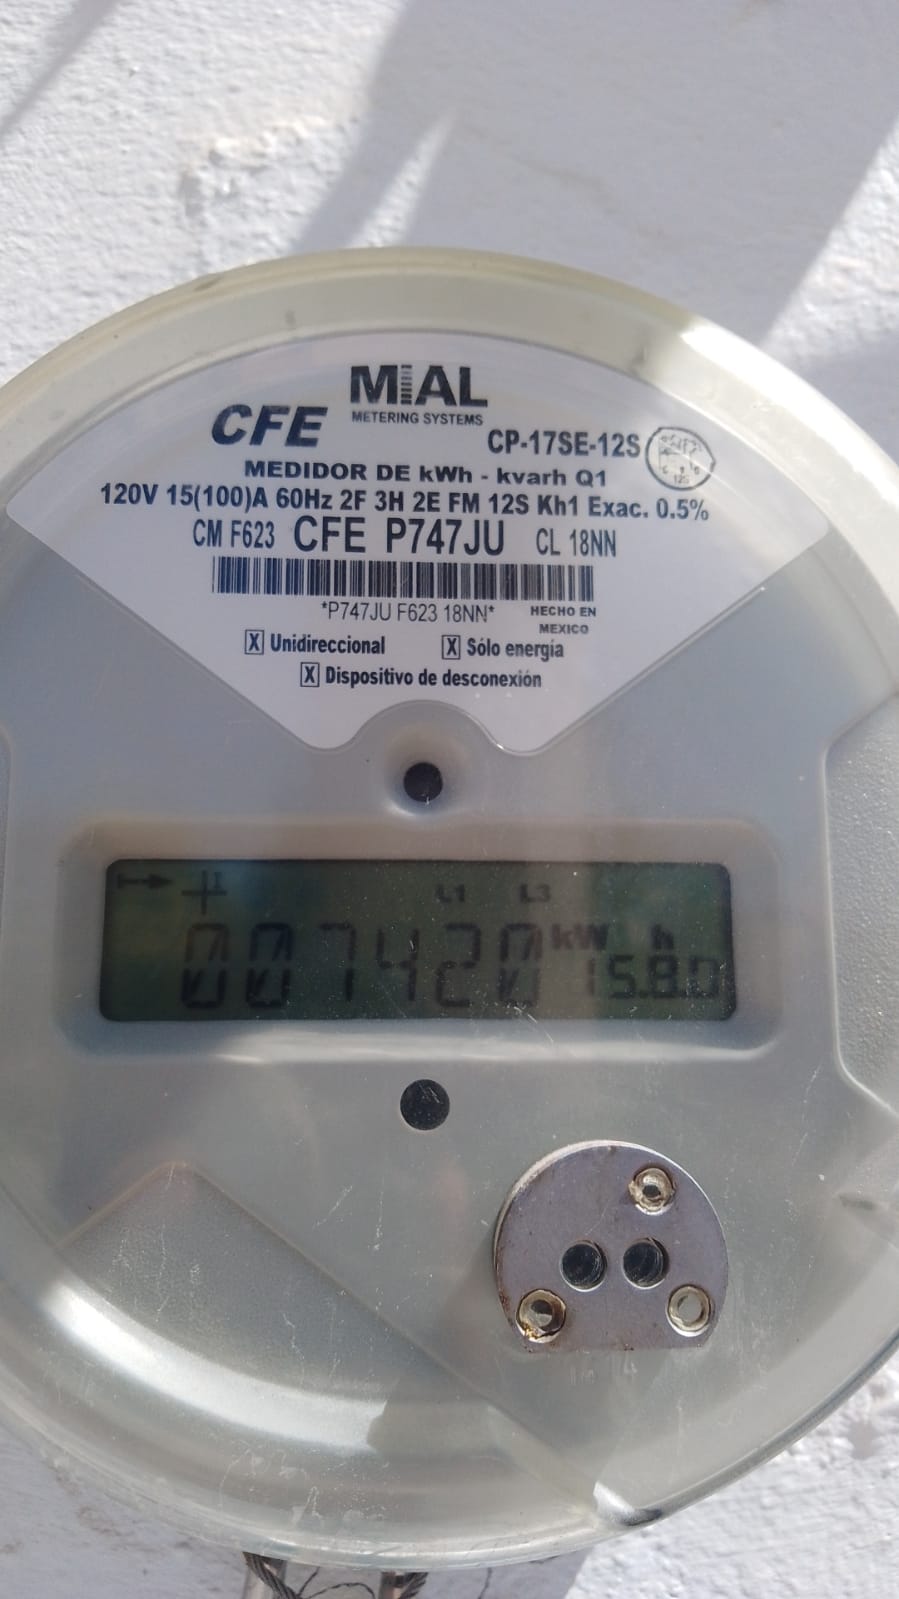 MIAL
METERING SYSTEMS
CFE
CP-17SE-12S
MEDIDOR DE kWh - kvarh Q1
120V 15(100)A 60Hz 2F 3H 2E FM 12S Kh1 Exac. 0.5%
CM F623 CFE P747JU CL 18NN
*P747JU F623 18NN*
HECHO EN
MEXICO
X Unidireccional X Sólo energía
X Dispositivo de desconexión
L1 L3
007420 kW h
15.8.0